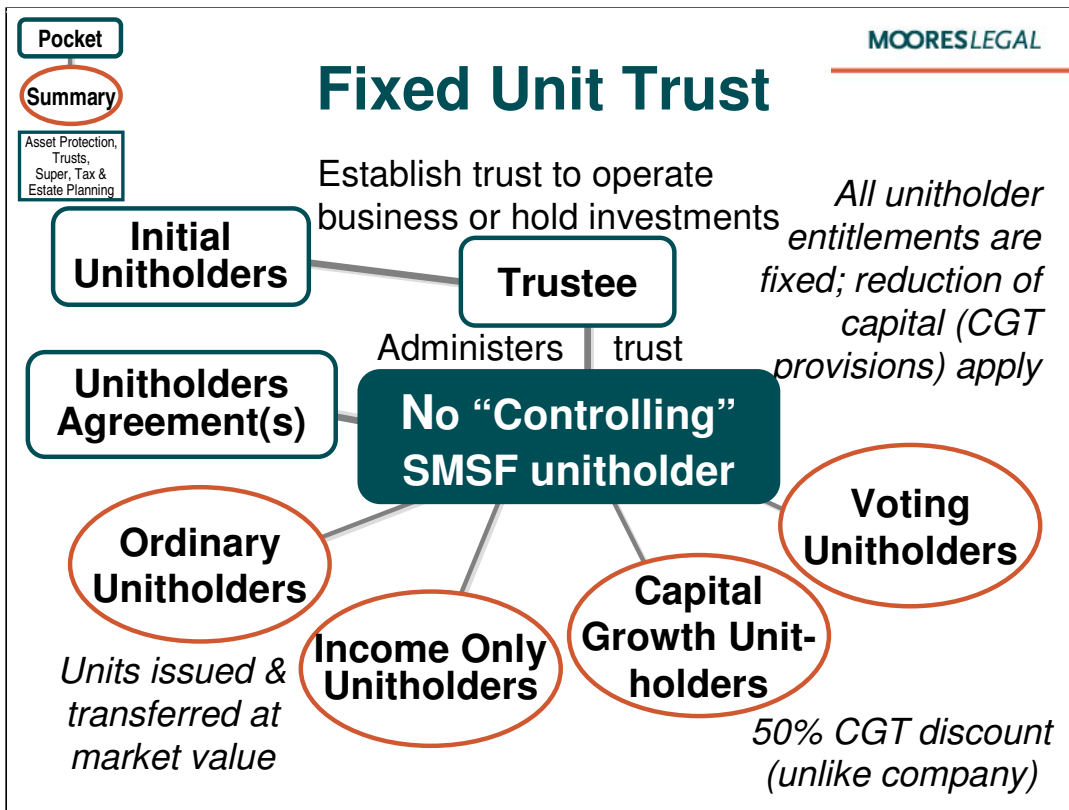 Pocket
Summary
Asset Protection,
Trusts,
Super, Tax &
Estate Planning
MOORESLEGAL
Fixed Unit Trust
Establish trust to operate
business or hold investments
All unitholder
entitlements are
fixed; reduction of
capital (CGT
provisions) apply
Initial
Unitholders
Trustee
Administers trust
Unitholders
Agreement(s)
No “Controlling”
SMSF unitholder
Ordinary
Unitholders
Income Only
Unitholders
Capital
Growth Unit-
holders
Voting
Unitholders
Units issued &
transferred at
market value
50% CGT discount
(unlike company)